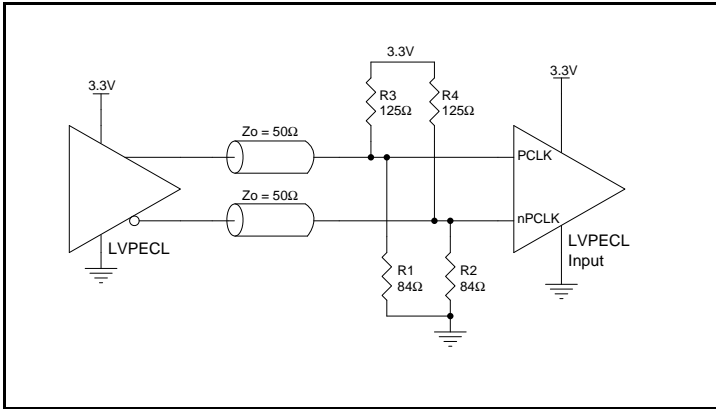 3.3V
3.3V
3.3V
R3
125Ω
R4
125Ω
Zo = 50Ω
PCLK
Zo = 50Ω
nPCLK
LVPECL
LVPECL
Input
R1
84Ω
R2
84Ω